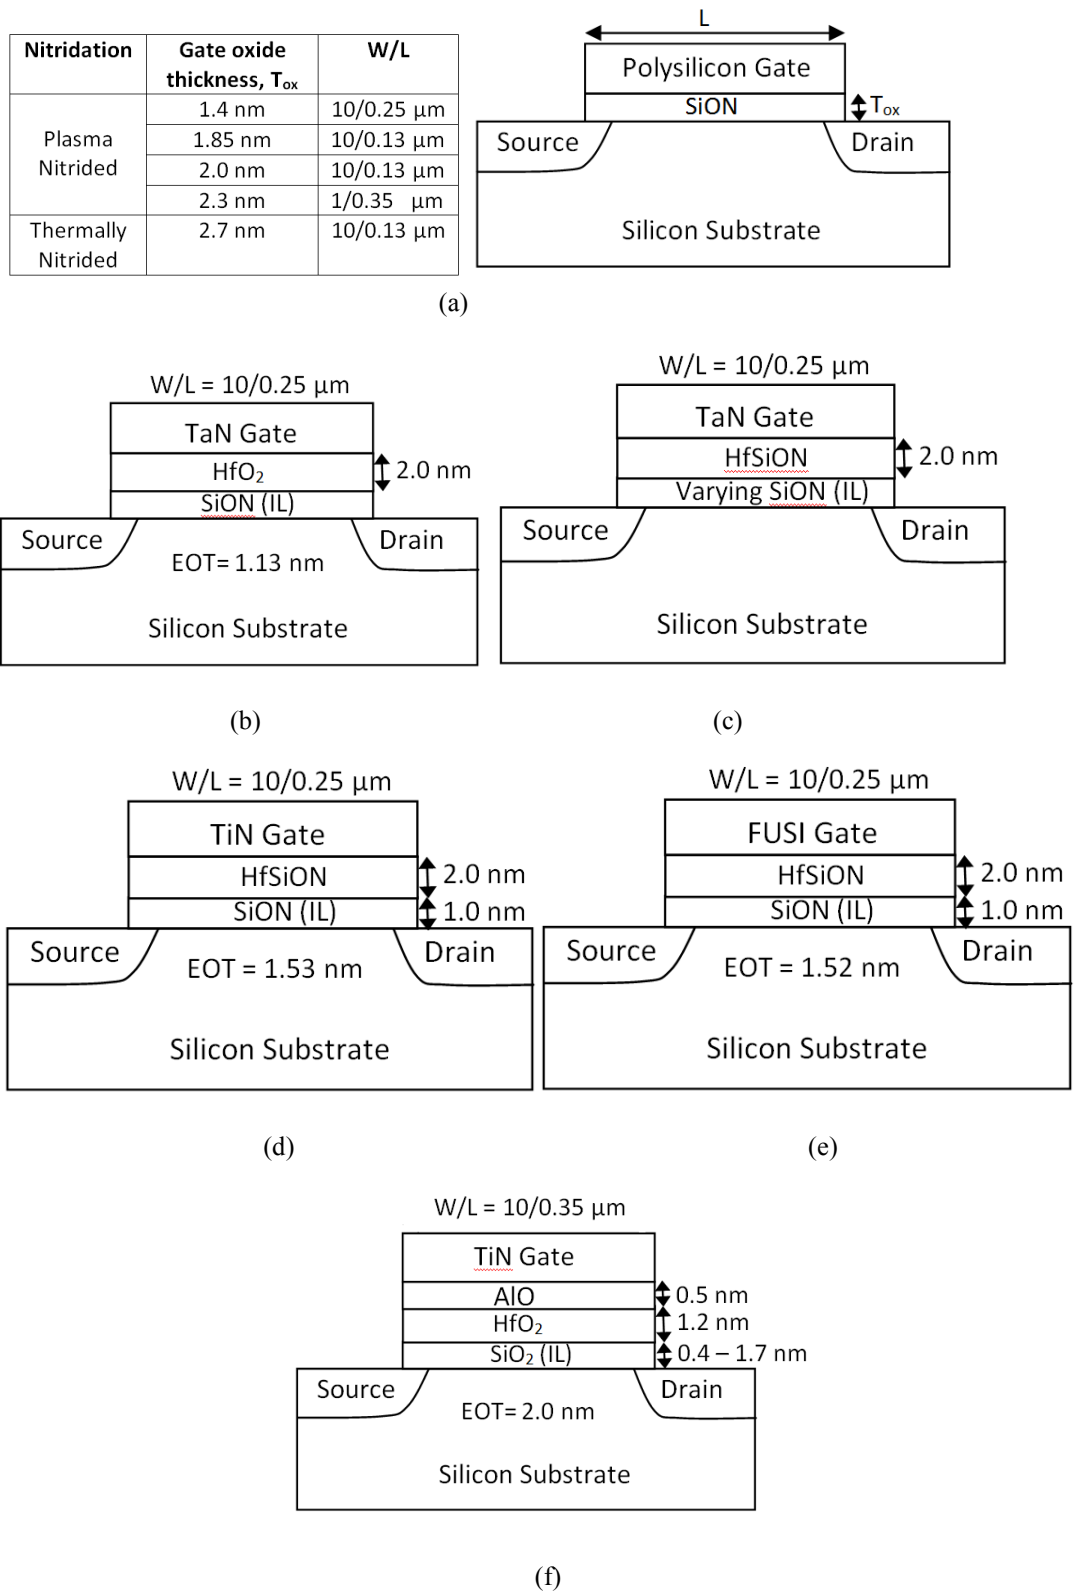 Nitridation Gate oxide thickness, Tox W/L
Plasma Nitrided 1.4 nm 10/0.25 μm
1.85 nm 10/0.13 μm
2.0 nm 10/0.13 μm
2.3 nm 1/0.35 μm
Thermally Nitrided 2.7 nm 10/0.13 μm
L
Polysilicon Gate
SiON
Tox
Source
Drain
Silicon Substrate
(a)
W/L = 10/0.25 μm
TaN Gate
HfO2
2.0 nm
SiON (IL)
Source
Drain
EOT= 1.13 nm
Silicon Substrate
(b)
W/L = 10/0.25 μm
TaN Gate
HfSiON
2.0 nm
Varying SiON (IL)
Source
Drain
Silicon Substrate
(c)
W/L = 10/0.25 μm
TiN Gate
HfSiON
2.0 nm
SiON (IL)
1.0 nm
Source
Drain
EOT = 1.53 nm
Silicon Substrate
(d)
W/L = 10/0.25 μm
FUSI Gate
HfSiON
2.0 nm
SiON (IL)
1.0 nm
Source
Drain
EOT = 1.52 nm
Silicon Substrate
(e)
W/L = 10/0.35 μm
TiN Gate
AlO
0.5 nm
HfO2
1.2 nm
SiO2 (IL)
0.4 – 1.7 nm
Source
Drain
EOT= 2.0 nm
Silicon Substrate
(f)